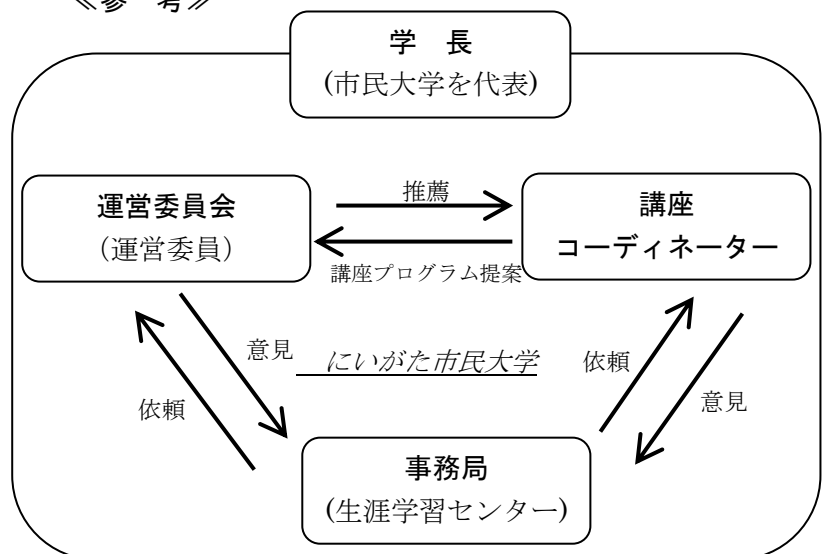 ≪参 考≫
学 長
(市民大学を代表)
運営委員会
(運営委員)
推薦
講座
コーディネーター
講座プログラム提案
意見
にいがた市民大学
依頼
依頼
意見
事務局
(生涯学習センター)